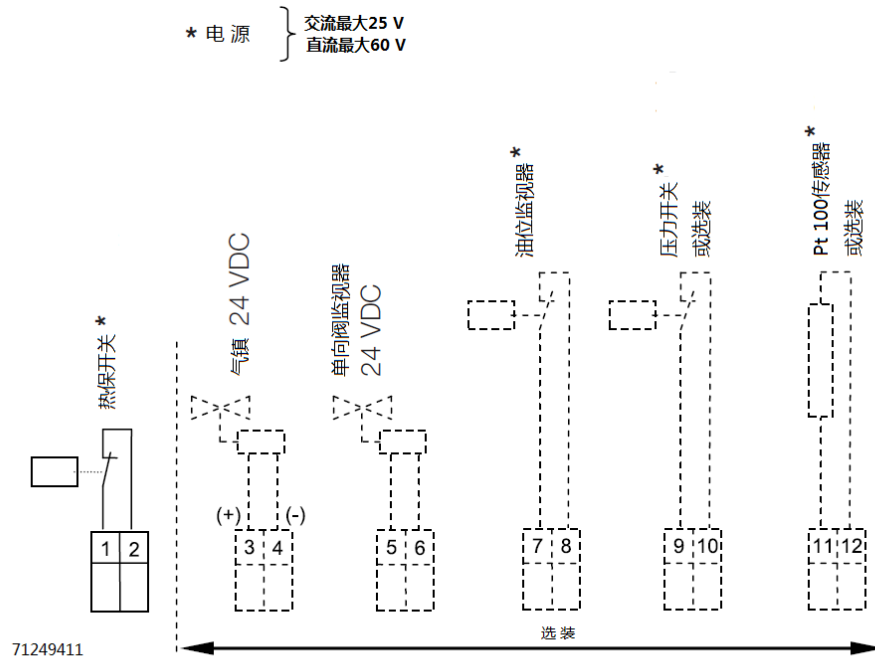 * 电 源
交流最大25 V
直流最大60 V
热保开关 *
气镇 24 VDC
单向阀监视器
24 VDC
油位监视器 *
压力开关 *
或选装
Pt 100传感器 *
或选装
(+) (-)
1 2 3 4 5 6 7 8 9 10 11 12
选 装
71249411